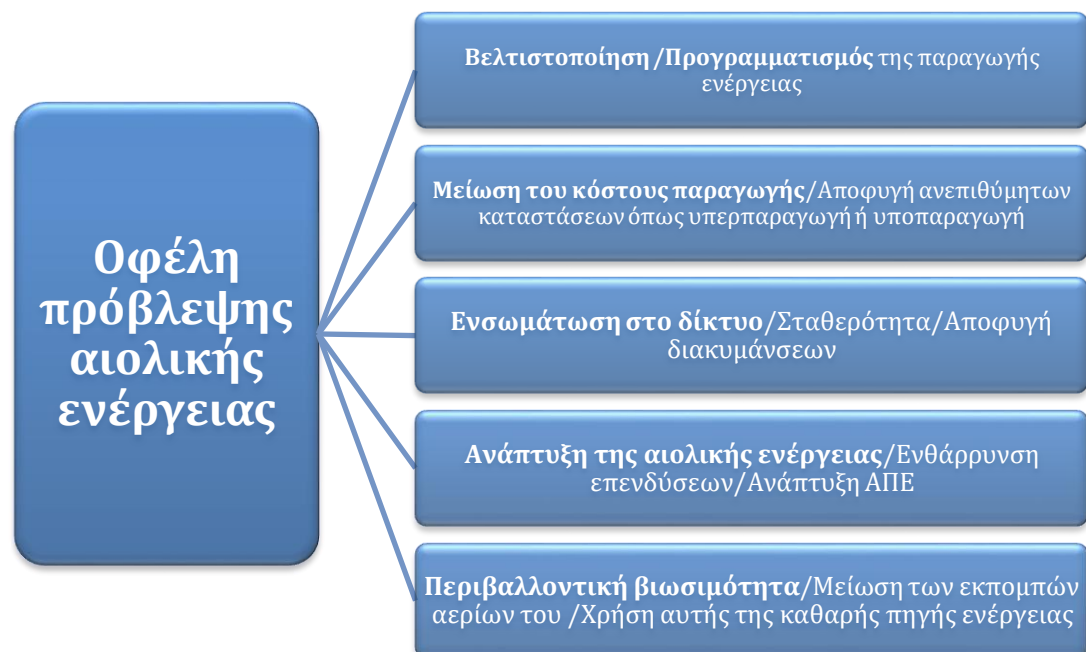 Οφέλη
πρόβλεψης
αιολικής
ενέργειας
Βελτιστοποίηση/Προγραμματισμός της παραγωγής
ενέργειας
Μείωση του κόστους παραγωγής/Αποφυγή ανεπιθύμητων
καταστάσεων όπως υπερπαραγωγή ή υποπαραγωγή
Ενσωμάτωση στο δίκτυο/Σταθερότητα/Αποφυγή
διακυμάνσεων
Ανάπτυξη της αιολικής ενέργειας/Ενθάρρυνση
επενδύσεων/Ανάπτυξη ΑΠΕ
Περιβαλλοντική βιωσιμότητα/Μείωση των εκπομπών
αερίων του /Χρήση αυτής της καθαρής πηγής ενέργειας